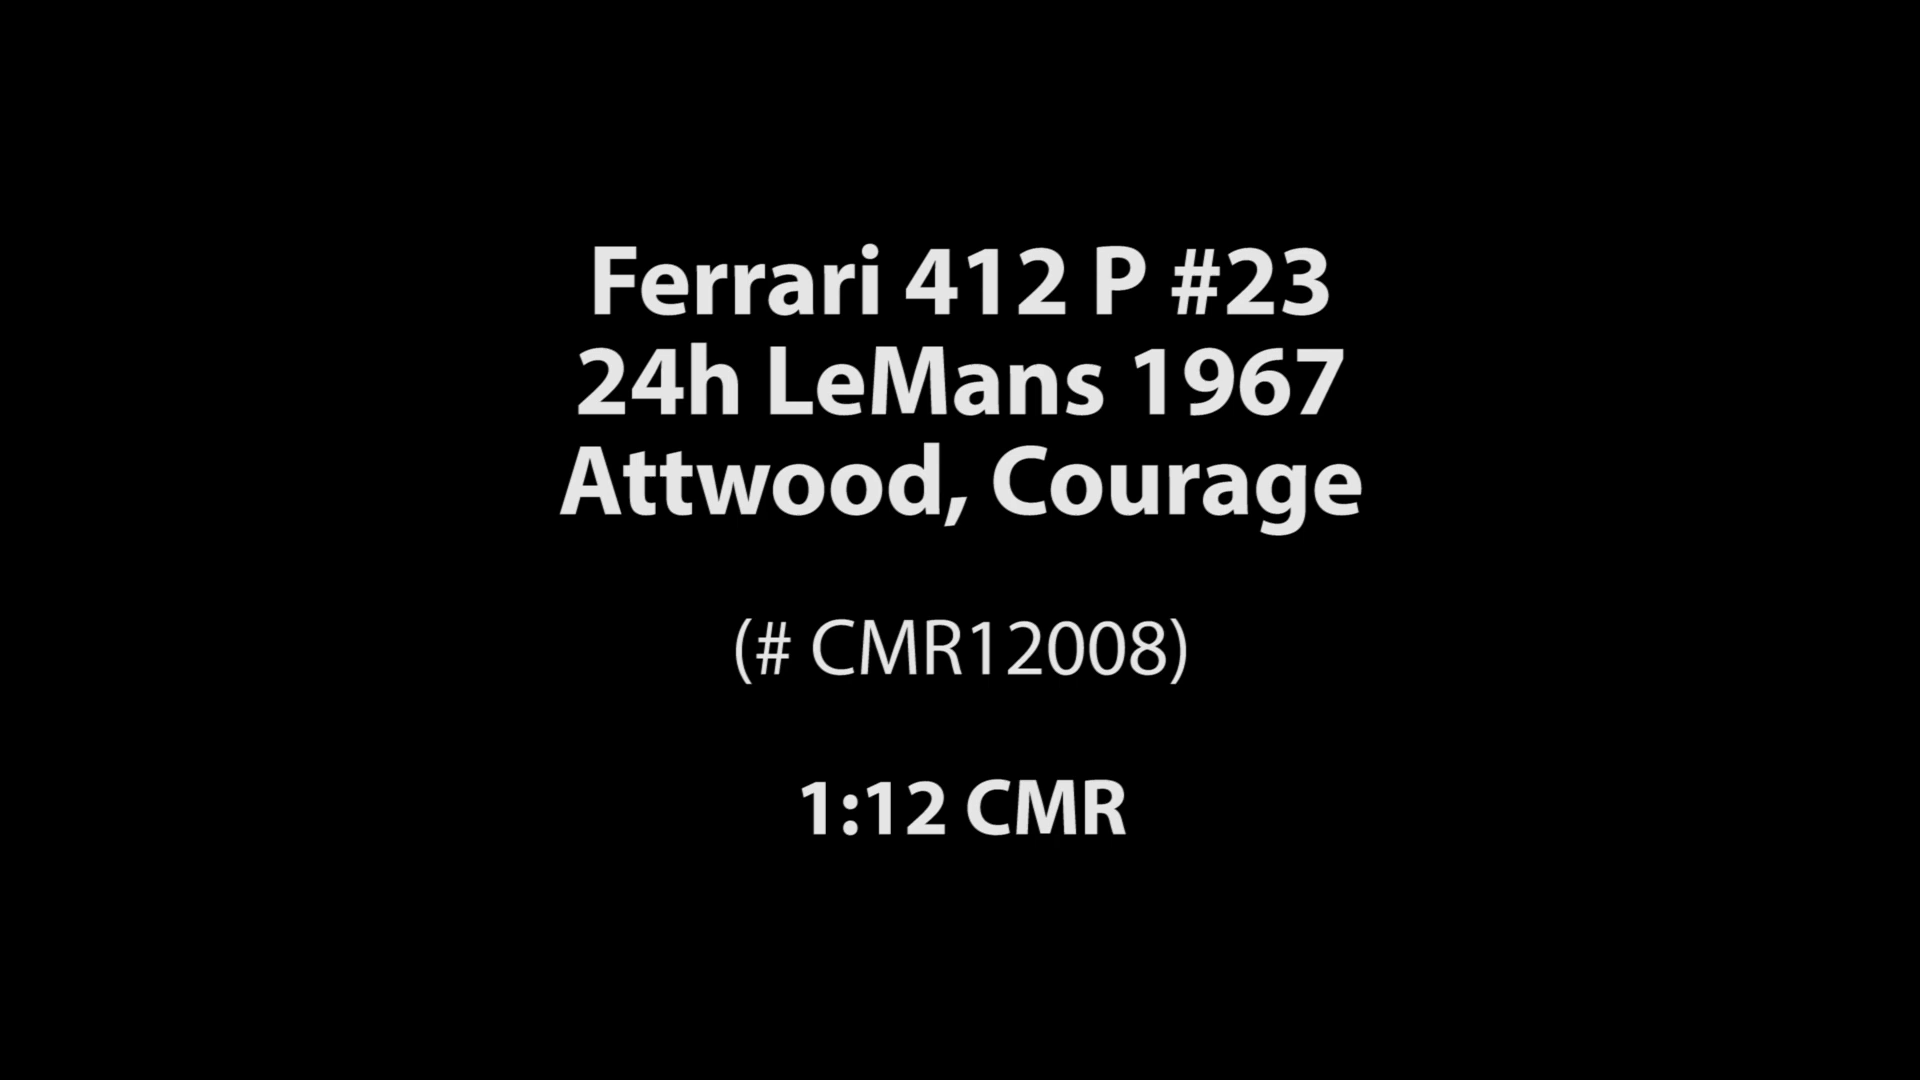 Ferrari 412 P #23
24h LeMans 1967
Attwood, Courage
(# CMR12008)
1:12 CMR